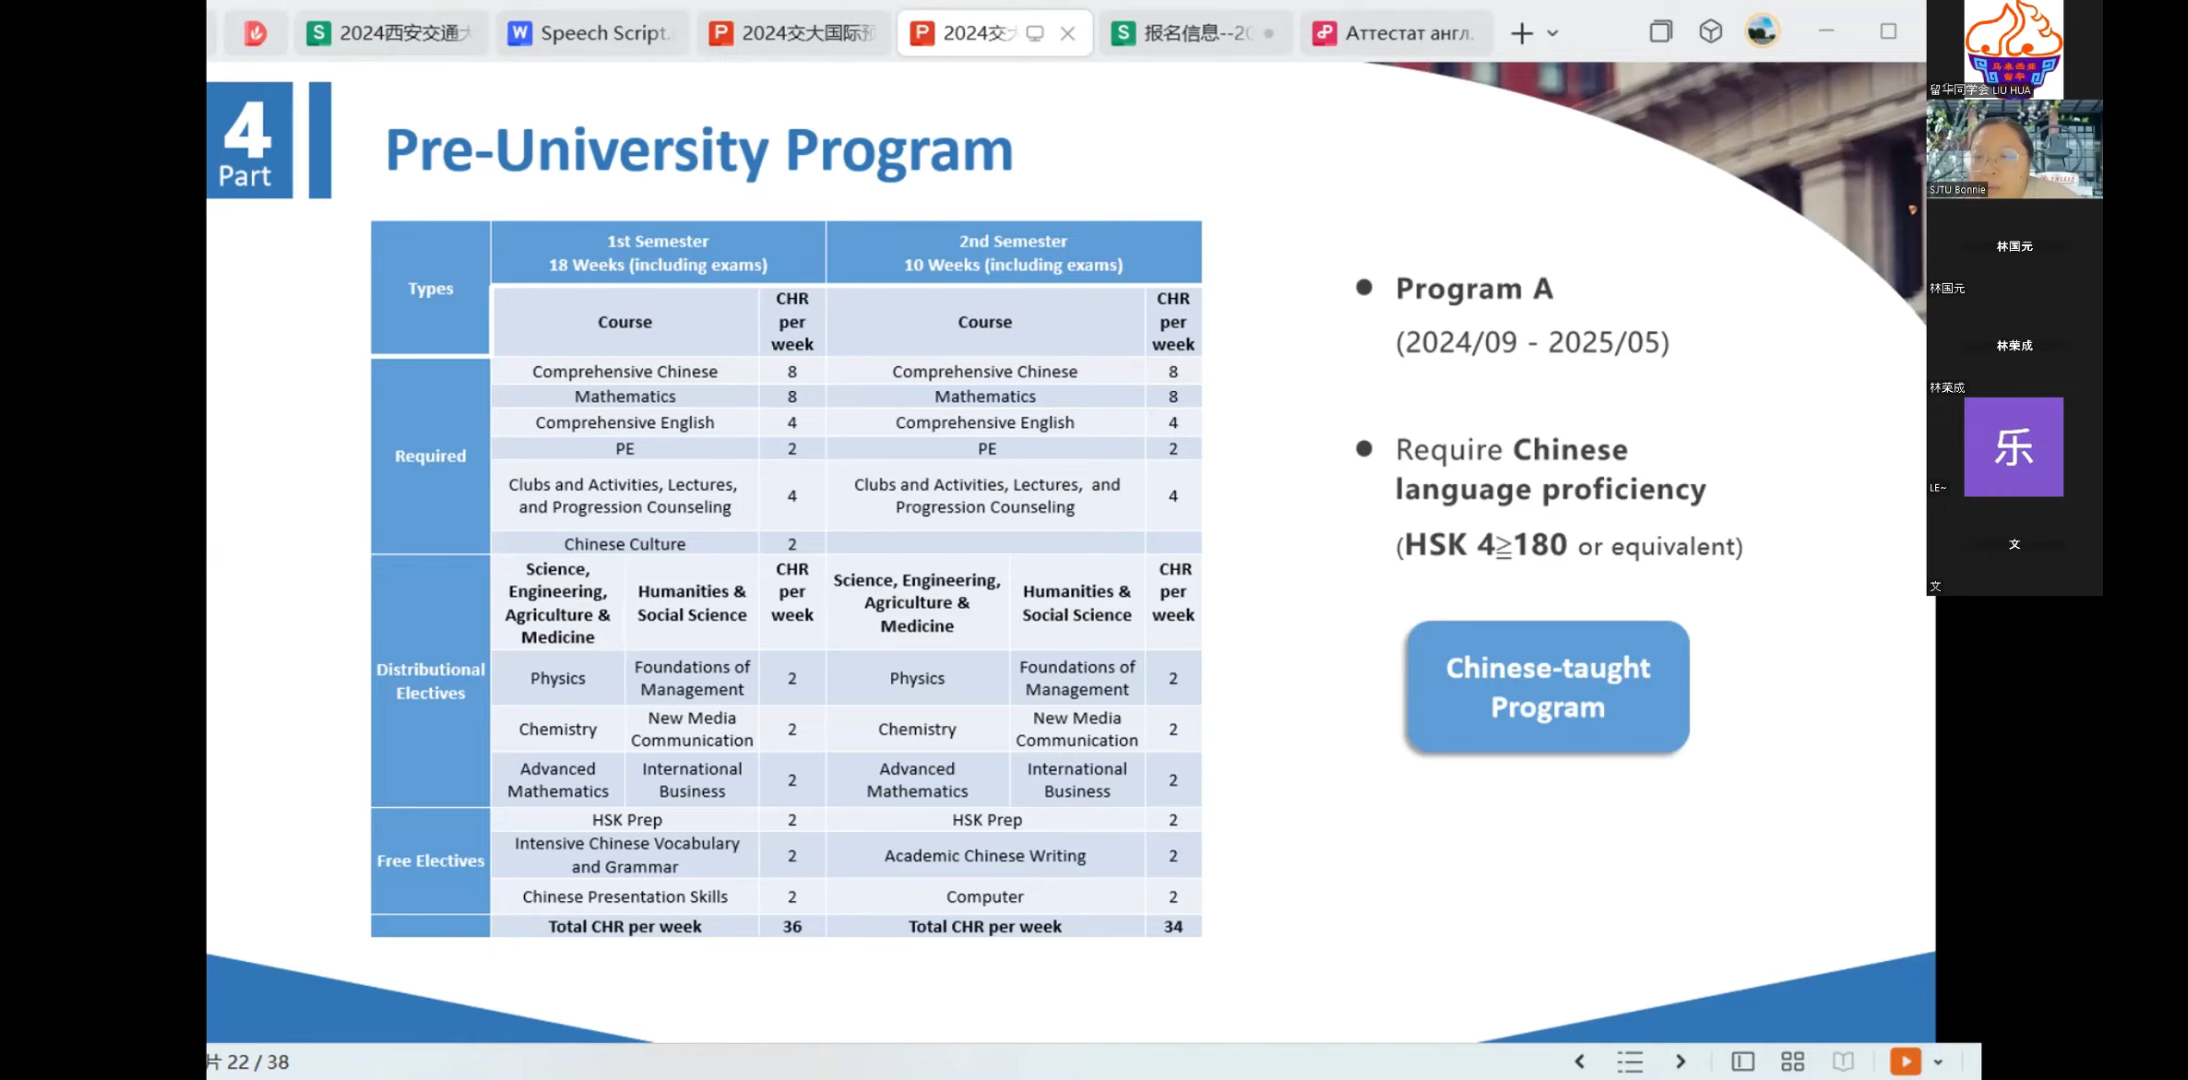 2024西安交通大
Speech Script.
2024交大国际预
2024交大
报名信息--20
Аттестат англ.
4
Part
Pre-University Program
Types
1st Semester
18 Weeks (including exams)
2nd Semester
10 Weeks (including exams)
Course
CHR per week
Course
CHR per week
Required
Comprehensive Chinese 8 Comprehensive Chinese 8
Mathematics 8 Mathematics 8
Comprehensive English 4 Comprehensive English 4
PE 2 PE 2
Clubs and Activities, Lectures, and Progression Counseling 4 Clubs and Activities, Lectures, and Progression Counseling 4
Chinese Culture 2
Distributional Electives
Science, Engineering, Agriculture & Medicine
Humanities & Social Science
CHR per week
Science, Engineering, Agriculture & Medicine
Humanities & Social Science
CHR per week
Physics Foundations of Management 2 Physics Foundations of Management 2
Chemistry New Media Communication 2 Chemistry New Media Communication 2
Advanced Mathematics International Business 2 Advanced Mathematics International Business 2
Free Electives
HSK Prep 2 HSK Prep 2
Intensive Chinese Vocabulary and Grammar 2 Academic Chinese Writing 2
Chinese Presentation Skills 2 Computer 2
Total CHR per week 36 Total CHR per week 34
Program A
(2024/09 - 2025/05)
Require Chinese
language proficiency
(HSK 4≧180 or equivalent)
Chinese-taught
Program
马来西亚
留华
留华同学会 LIU HUA
SJTU Bonnie
林国元
林国元
林荣成
林荣成
乐
LE~
文
文
片 22 / 38